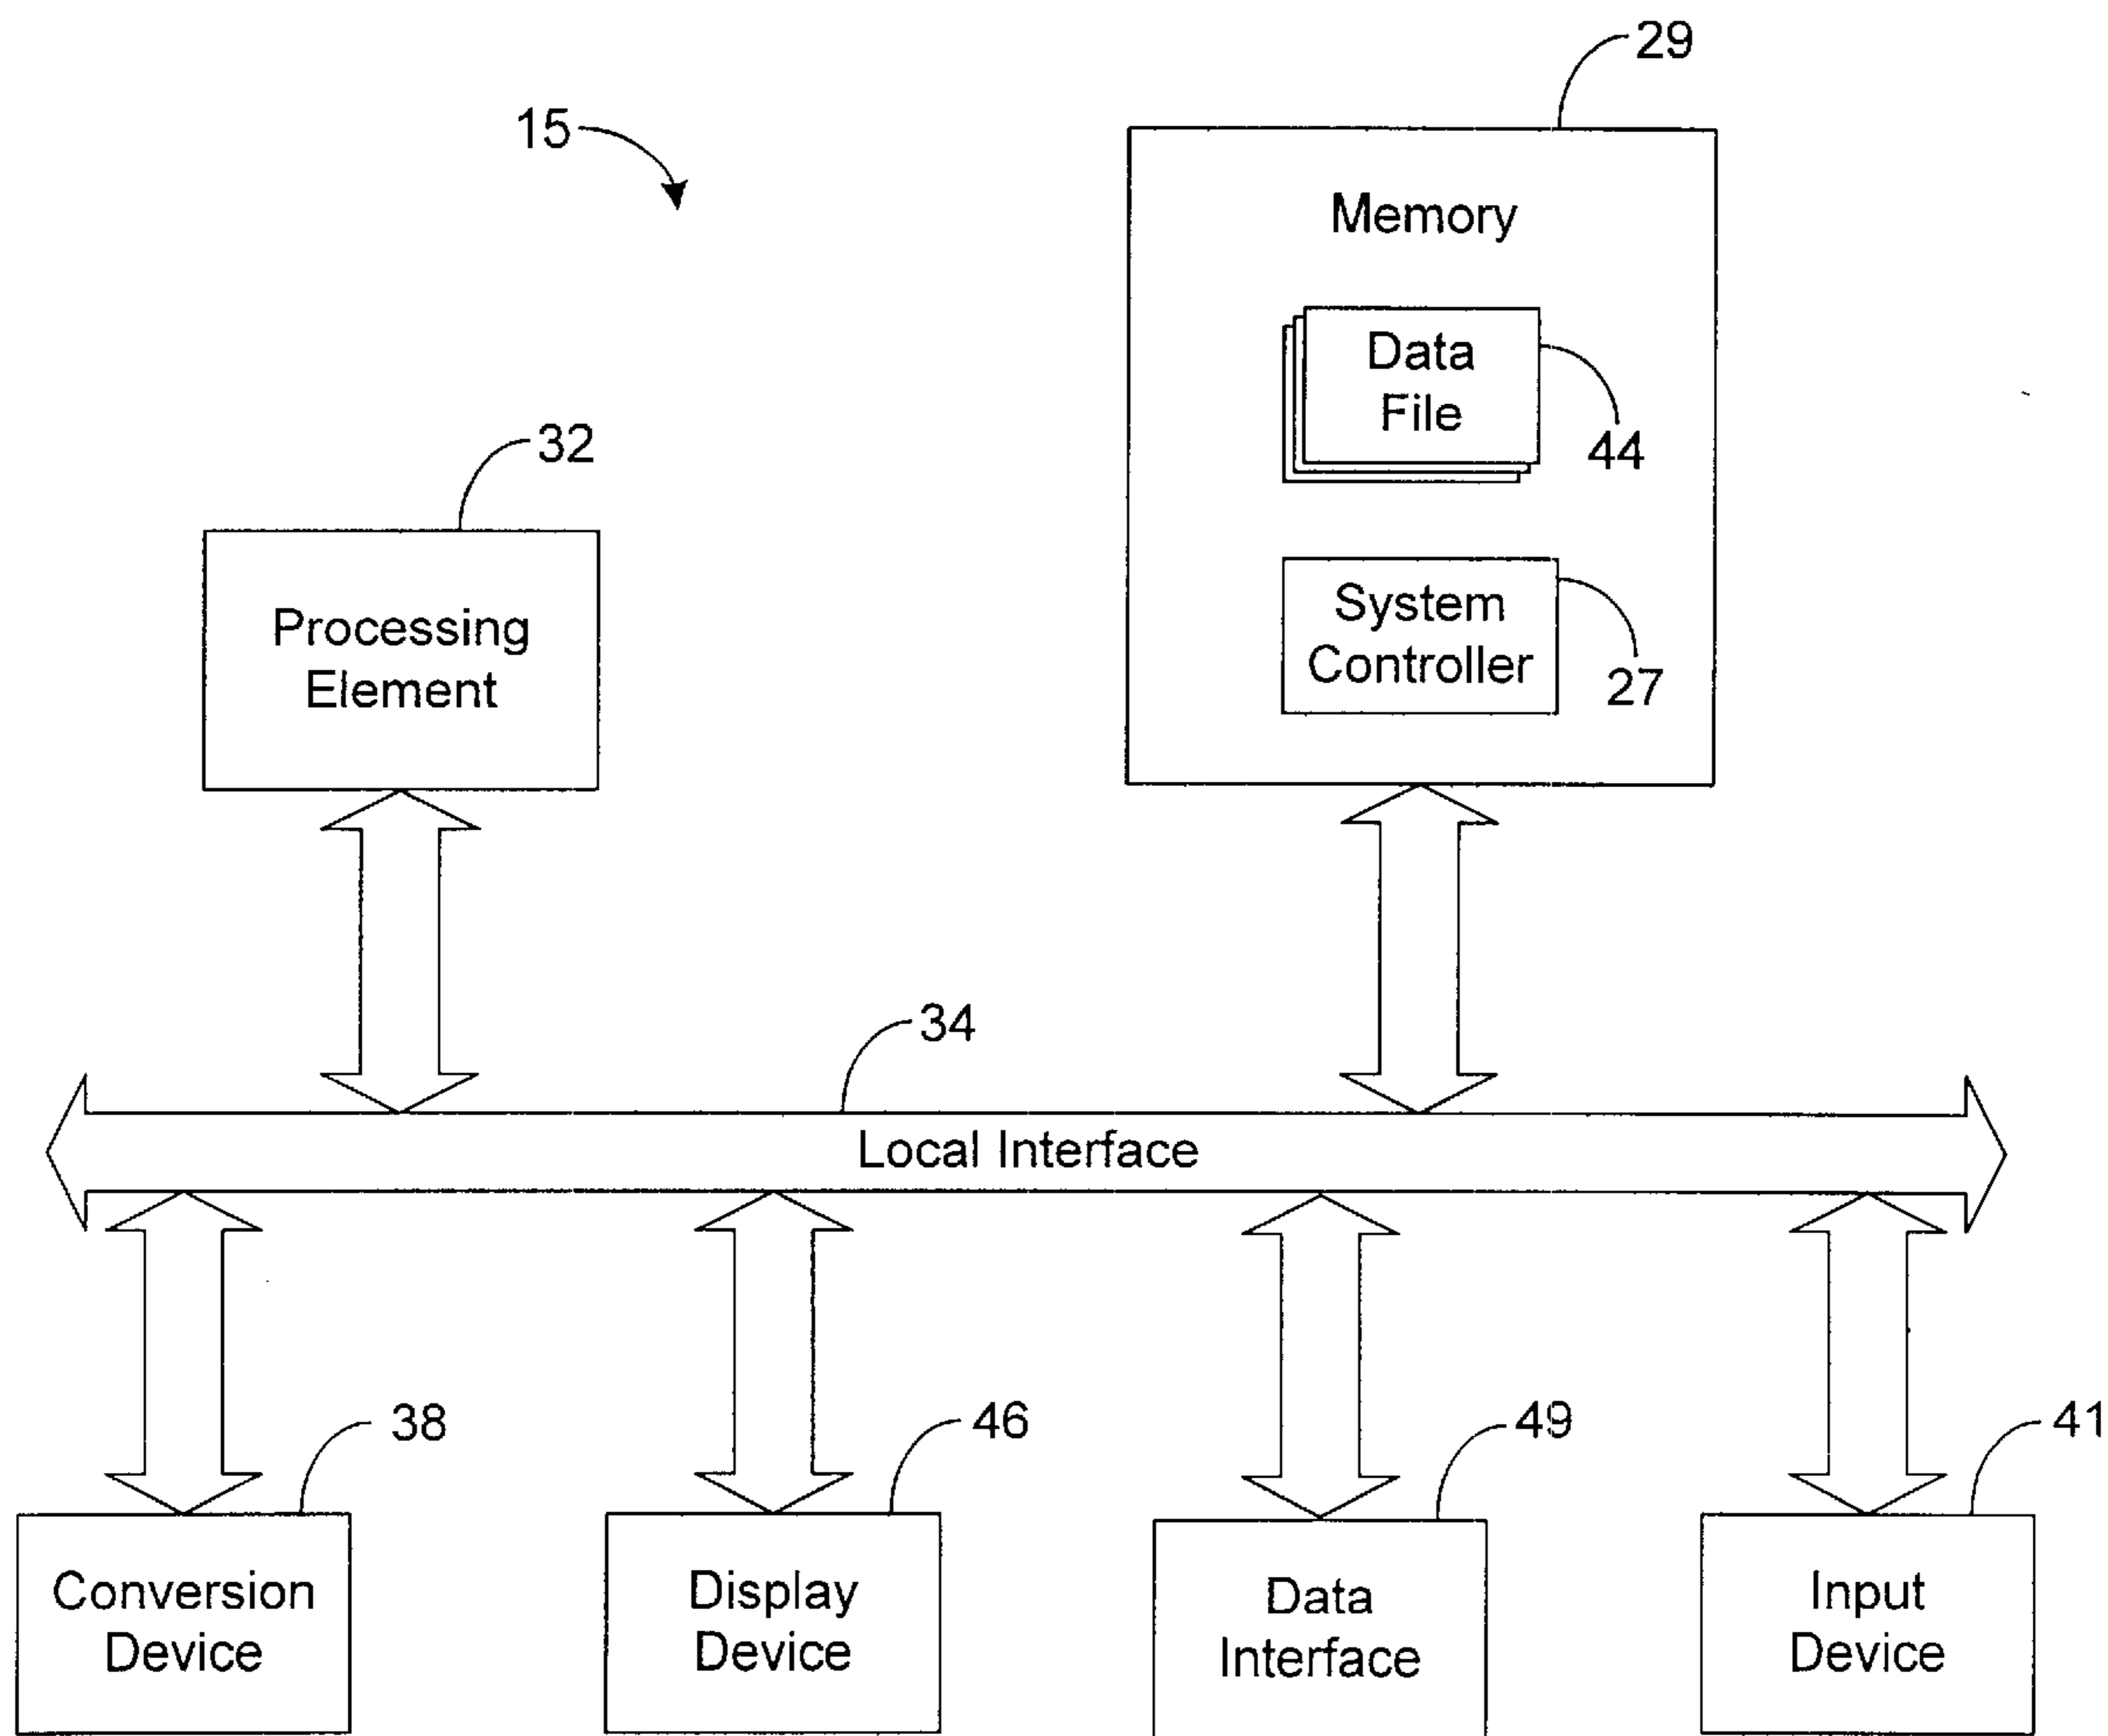 29
15
Memory
Data
File
44
32
System
Controller
27
Processing
Element
34
Local Interface
38
46
49
41
Conversion
Device
Display
Device
Data
Interface
Input
Device